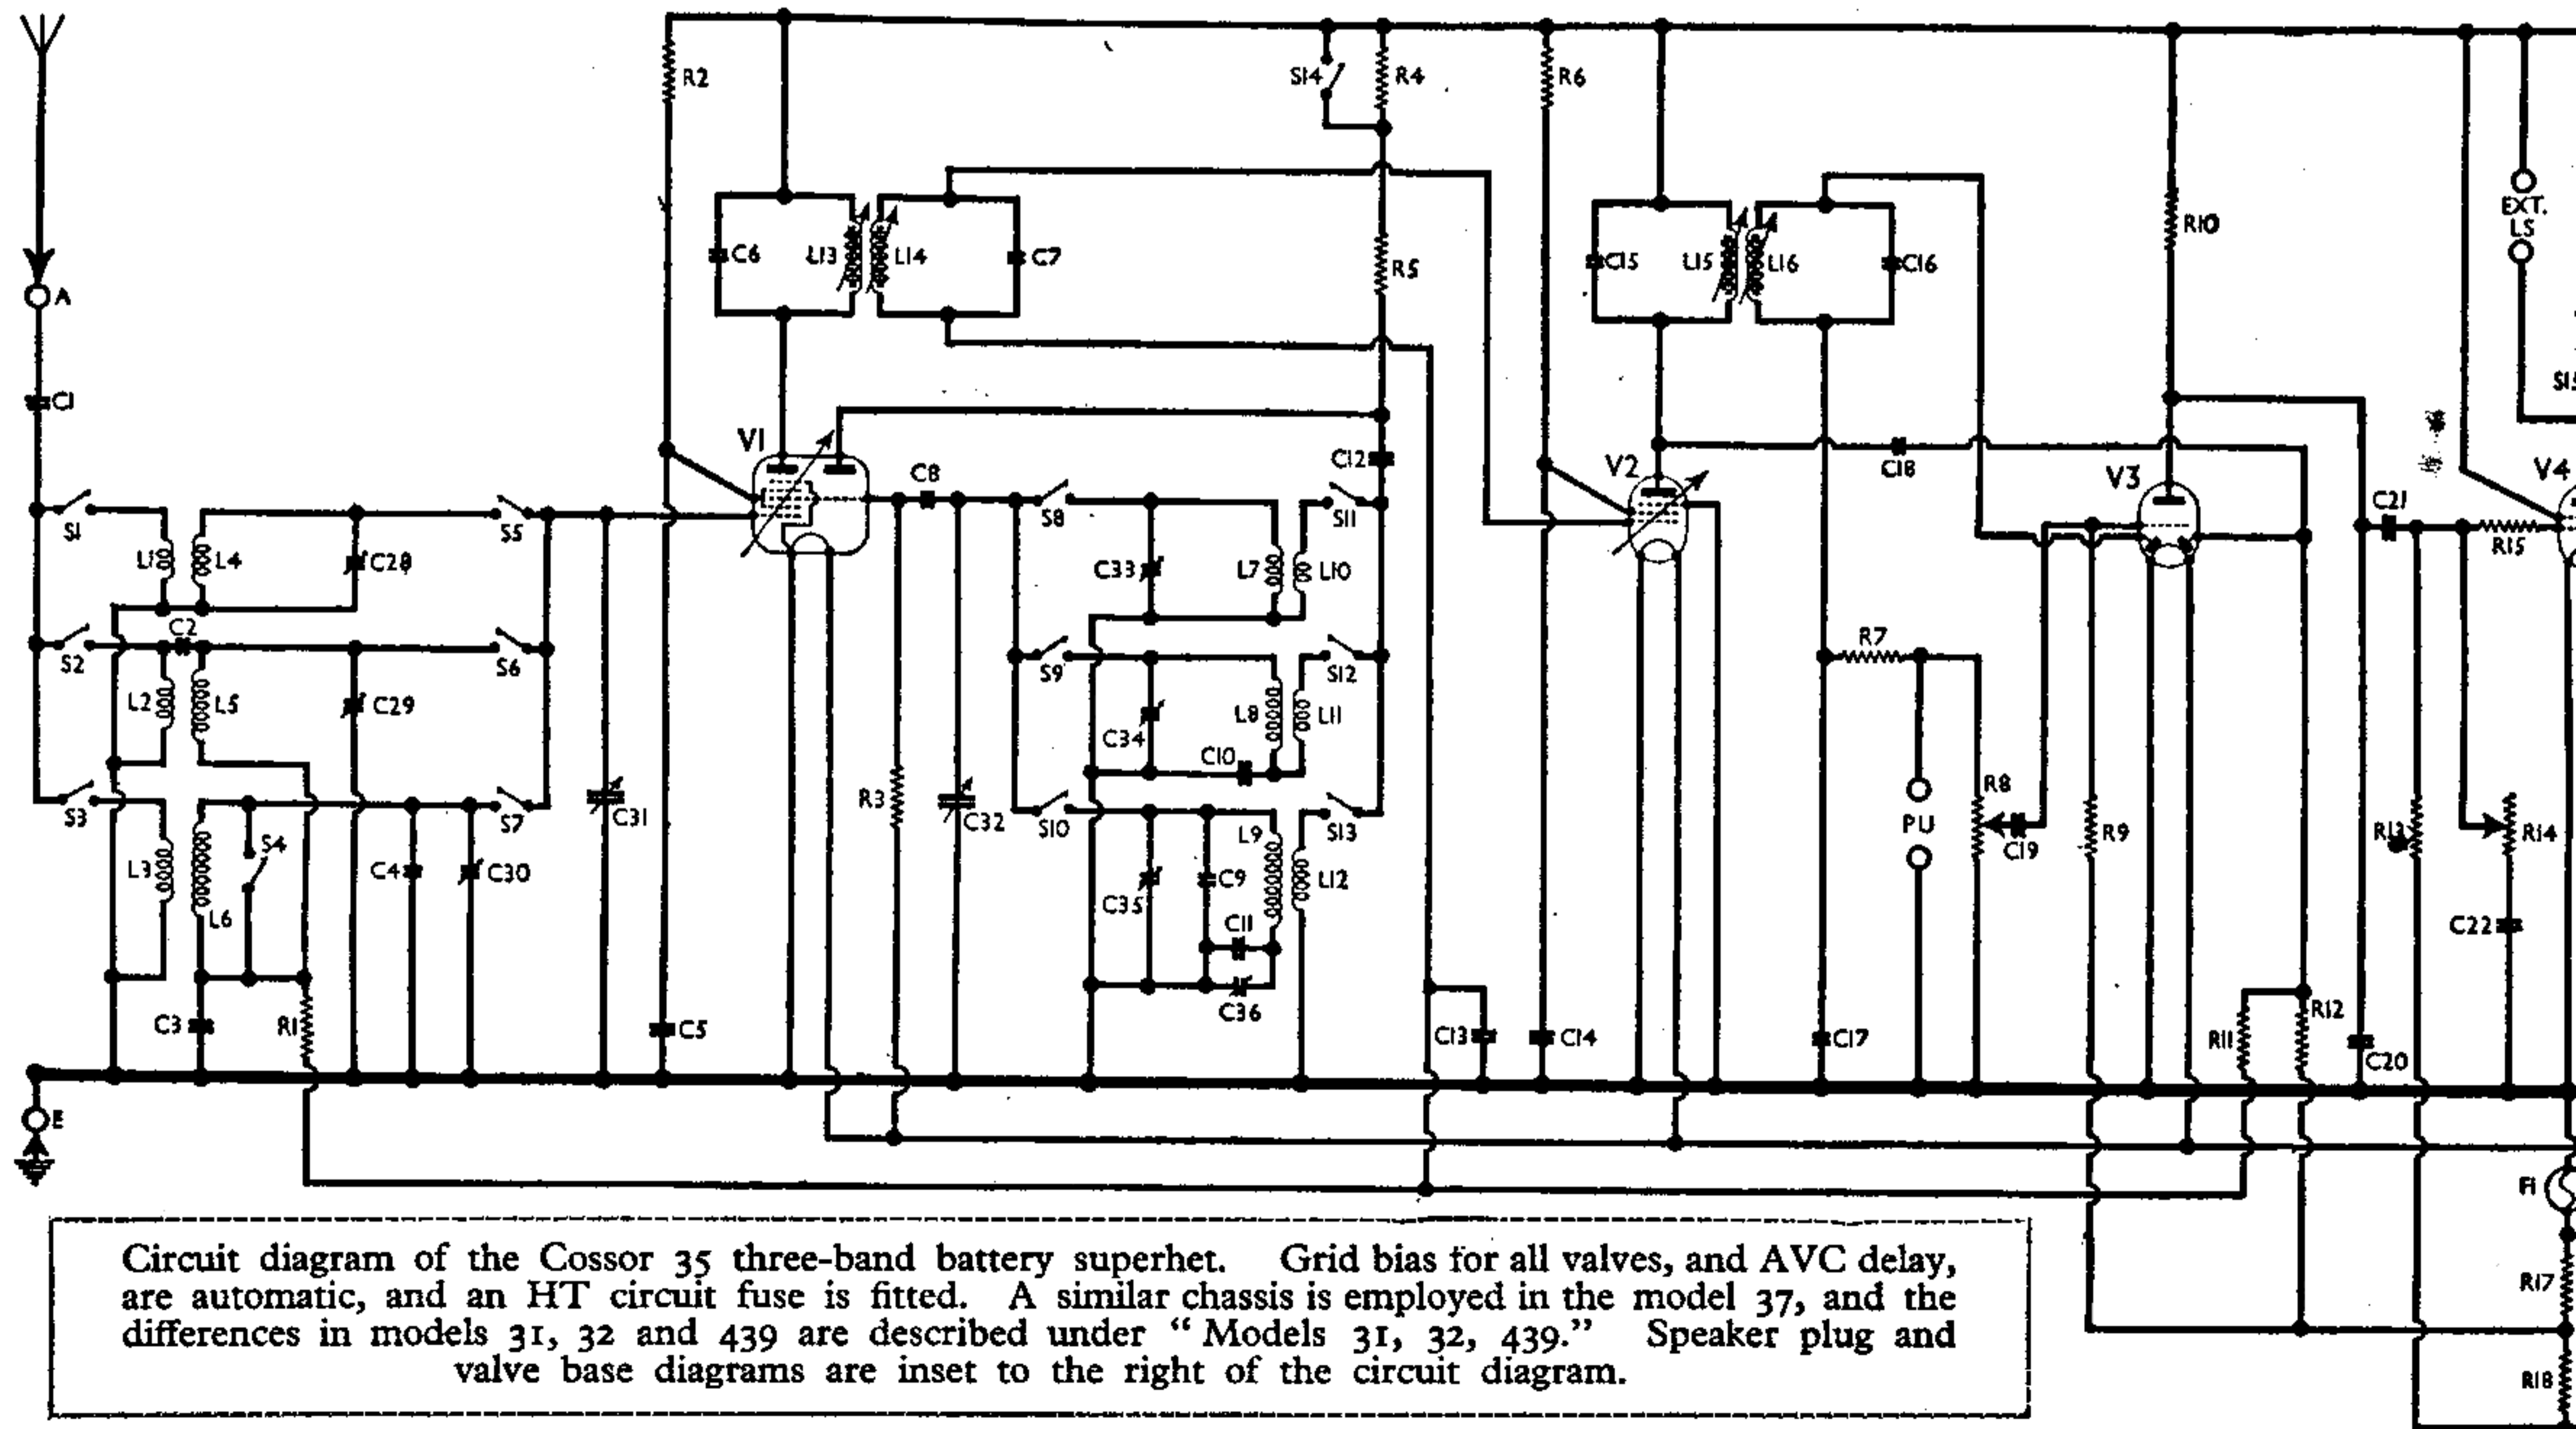 R2
S14
R4
R6
C6
L13
L14
C7
R5
C15
L15
L16
C16
R10
EXT.
LS
A
C1
V1
C8
C12
V2
C18
V3
V4
S1
L1
L4
C28
S5
S8
C33
L7
L10
S11
C21
R15
S2
C2
L2
L5
C29
S6
S9
C34
L8
L11
S12
C10
R7
S3
L3
L6
S4
C4
C30
S7
C31
R3
C32
S10
C35
C9
L9
L12
S13
C11
C36
PU
R8
C19
R9
R13
R14
C22
C3
R1
C5
C13
C14
C17
R11
R12
C20
E
F1
R17
R18
Circuit diagram of the Cossor 35 three-band battery superhet. Grid bias for all valves, and AVC delay,
are automatic, and an HT circuit fuse is fitted. A similar chassis is employed in the model 37, and the
differences in models 31, 32 and 439 are described under “ Models 31, 32, 439.” Speaker plug and
valve base diagrams are inset to the right of the circuit diagram.